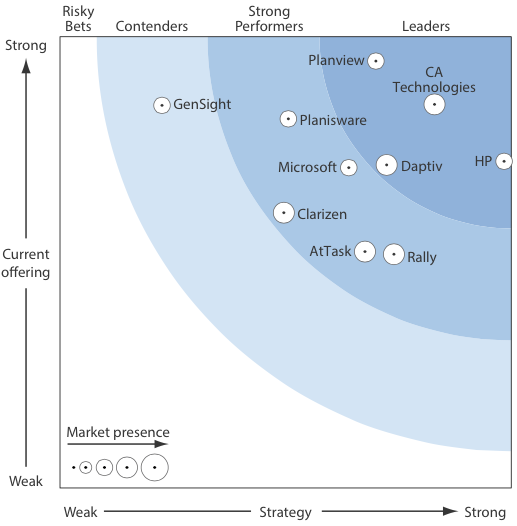 Risky
Bets
Contenders
Strong
Performers
Leaders
Strong
Planview
CA
Technologies
GenSight
Planisware
Microsoft
Daptiv
HP
Clarizen
AtTask
Rally
Current
offering
Market presence
Weak
Weak
Strategy
Strong